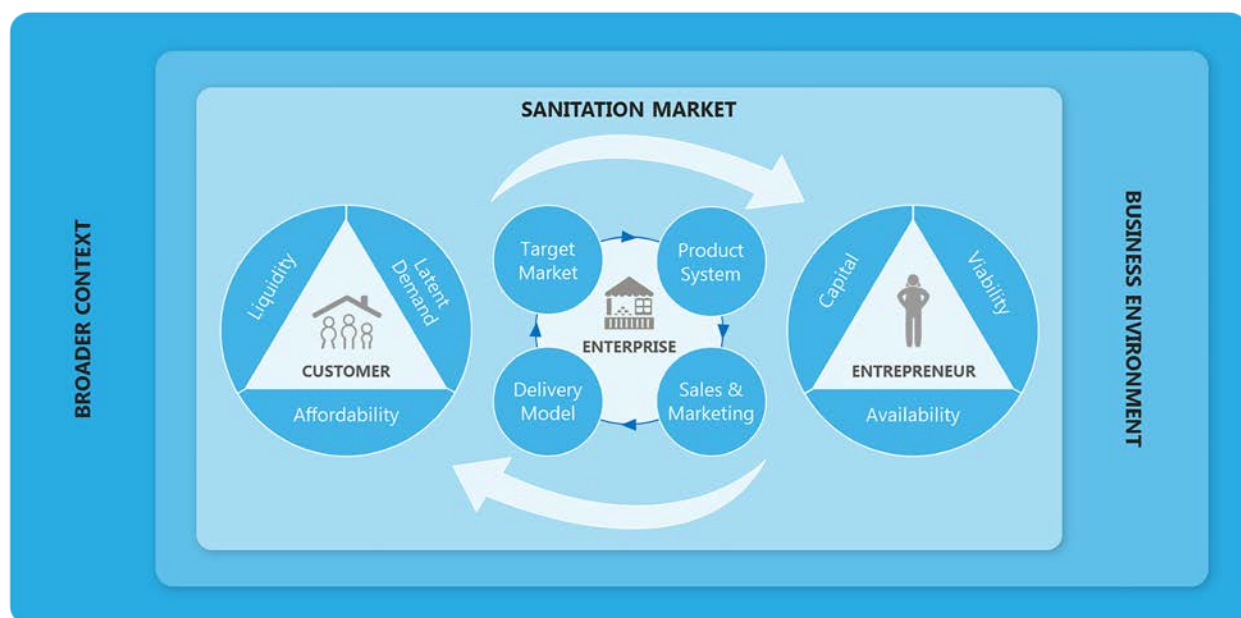 SANITATION MARKET
BROADER CONTEXT
BUSINESS ENVIRONMENT
Liquidity
Latent
Demand
CUSTOMER
Affordability
Target
Market
Product
System
ENTERPRISE
Delivery
Model
Sales &
Marketing
Capital
Viability
ENTREPRENEUR
Availability